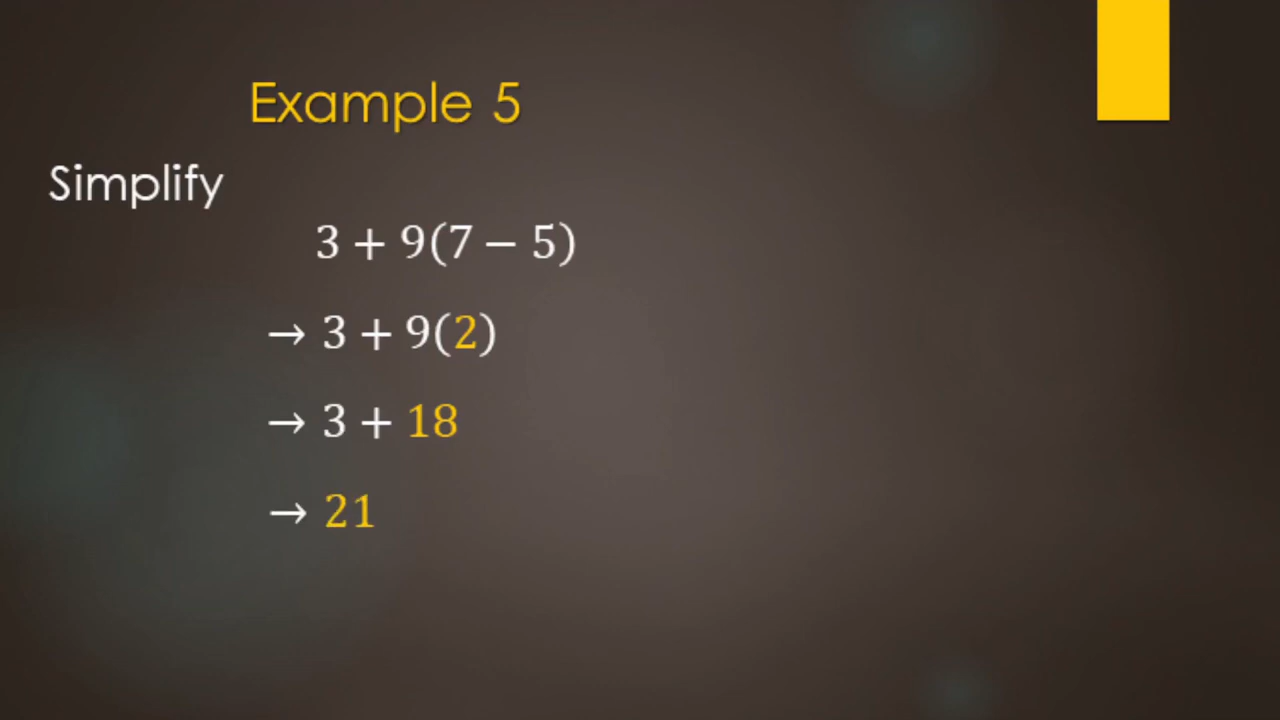 Example 5
Simplify
3 + 9(7 − 5)
→ 3 + 9(2)
→ 3 + 18
→ 21